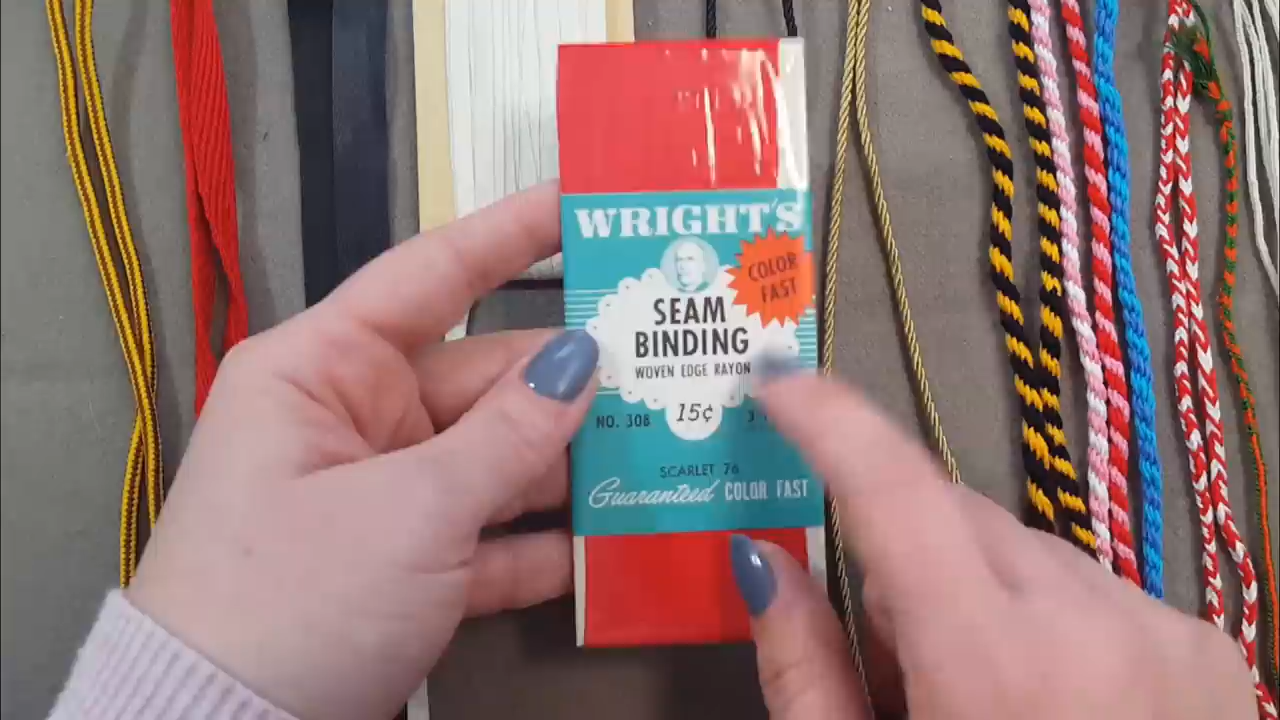 WRIGHT'S
COLOR
FAST
SEAM
BINDING
WOVEN EDGE RAYON
NO. 308
15¢
SCARLET 76
Guaranteed COLOR FAST